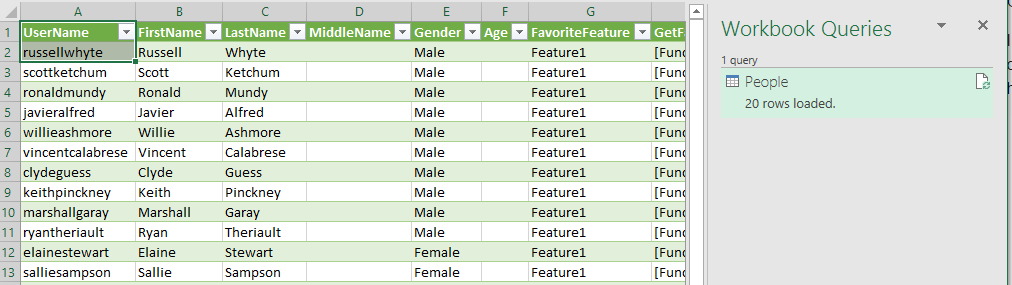 A B C D E F G
1 UserName FirstName LastName MiddleName Gender Age FavoriteFeature GetF
2 russellwhyte Russell Whyte Male Feature1 [Func
3 scottketchum Scott Ketchum Male Feature1 [Func
4 ronaldmundy Ronald Mundy Male Feature1 [Func
5 javieralfred Javier Alfred Male Feature1 [Func
6 willieashmore Willie Ashmore Male Feature1 [Func
7 vincentcalabrese Vincent Calabrese Male Feature1 [Func
8 clydeguess Clyde Guess Male Feature1 [Func
9 keithpinckney Keith Pinckney Male Feature1 [Func
10 marshallgaray Marshall Garay Male Feature1 [Func
11 ryantheriault Ryan Theriault Male Feature1 [Func
12 elainestewart Elaine Stewart Female Feature1 [Func
13 salliesampson Sallie Sampson Female Feature1 [Func
Workbook Queries
1 query
People
20 rows loaded.